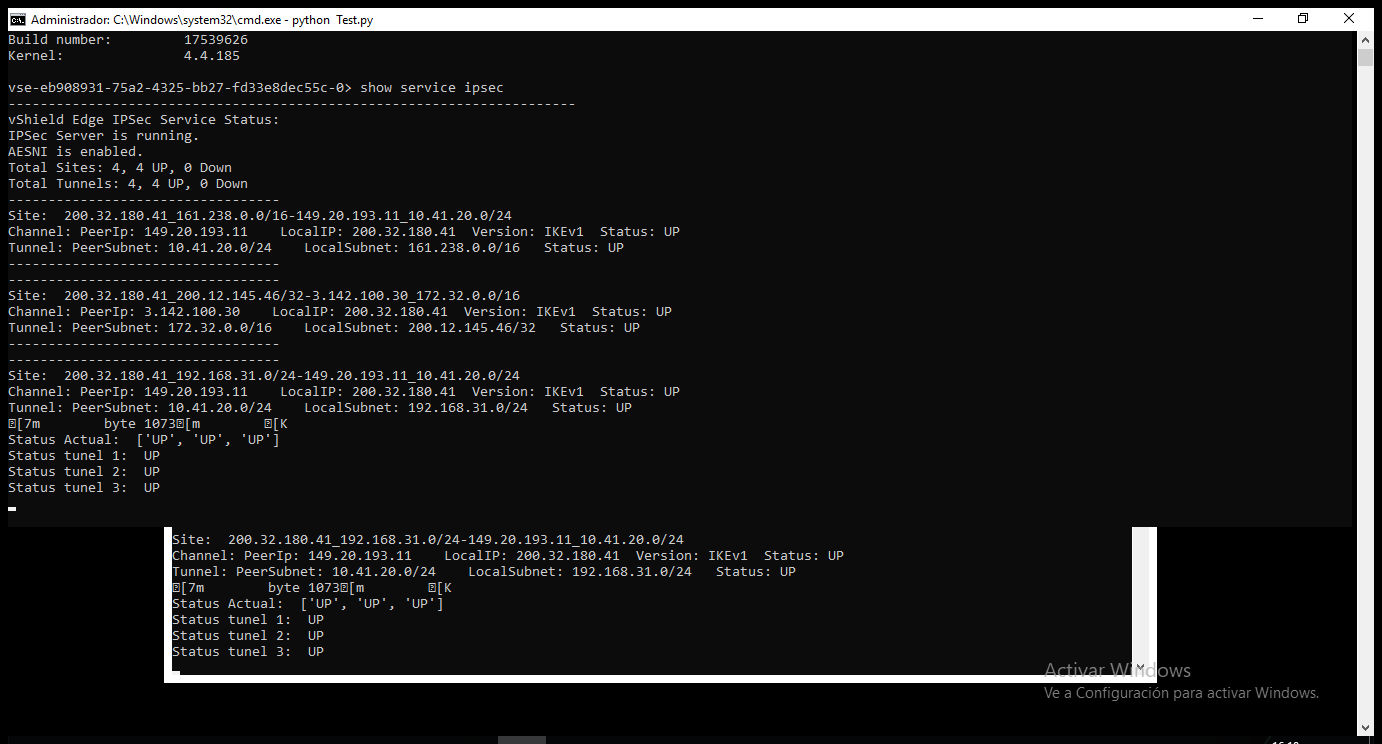 Administrador: C:\Windows\system32\cmd.exe - python  Test.py
Build number:         17539626
Kernel:               4.4.185
vse-eb908931-75a2-4325-bb27-fd33e8dec55c-0> show service ipsec
-----------------------------------------------------------------------
vShield Edge IPSec Service Status:
IPSec Server is running.
AESNI is enabled.
Total Sites: 4, 4 UP, 0 Down
Total Tunnels: 4, 4 UP, 0 Down
----------------------------------
Site:  200.32.180.41_161.238.0.0/16-149.20.193.11_10.41.20.0/24
Channel: PeerIp: 149.20.193.11    LocalIP: 200.32.180.41  Version: IKEv1  Status: UP
Tunnel: PeerSubnet: 10.41.20.0/24    LocalSubnet: 161.238.0.0/16   Status: UP
----------------------------------
----------------------------------
Site:  200.32.180.41_200.12.145.46/32-3.142.100.30_172.32.0.0/16
Channel: PeerIp: 3.142.100.30    LocalIP: 200.32.180.41  Version: IKEv1  Status: UP
Tunnel: PeerSubnet: 172.32.0.0/16    LocalSubnet: 200.12.145.46/32   Status: UP
----------------------------------
----------------------------------
Site:  200.32.180.41_192.168.31.0/24-149.20.193.11_10.41.20.0/24
Channel: PeerIp: 149.20.193.11    LocalIP: 200.32.180.41  Version: IKEv1  Status: UP
Tunnel: PeerSubnet: 10.41.20.0/24    LocalSubnet: 192.168.31.0/24   Status: UP
[7m        byte 1073[m        [K
Status Actual:  ['UP', 'UP', 'UP']
Status tunel 1:  UP
Status tunel 2:  UP
Status tunel 3:  UP
Site:  200.32.180.41_192.168.31.0/24-149.20.193.11_10.41.20.0/24
Channel: PeerIp: 149.20.193.11    LocalIP: 200.32.180.41  Version: IKEv1  Status: UP
Tunnel: PeerSubnet: 10.41.20.0/24    LocalSubnet: 192.168.31.0/24   Status: UP
[7m        byte 1073[m        [K
Status Actual:  ['UP', 'UP', 'UP']
Status tunel 1:  UP
Status tunel 2:  UP
Status tunel 3:  UP
Activar Windows
Ve a Configuración para activar Windows.